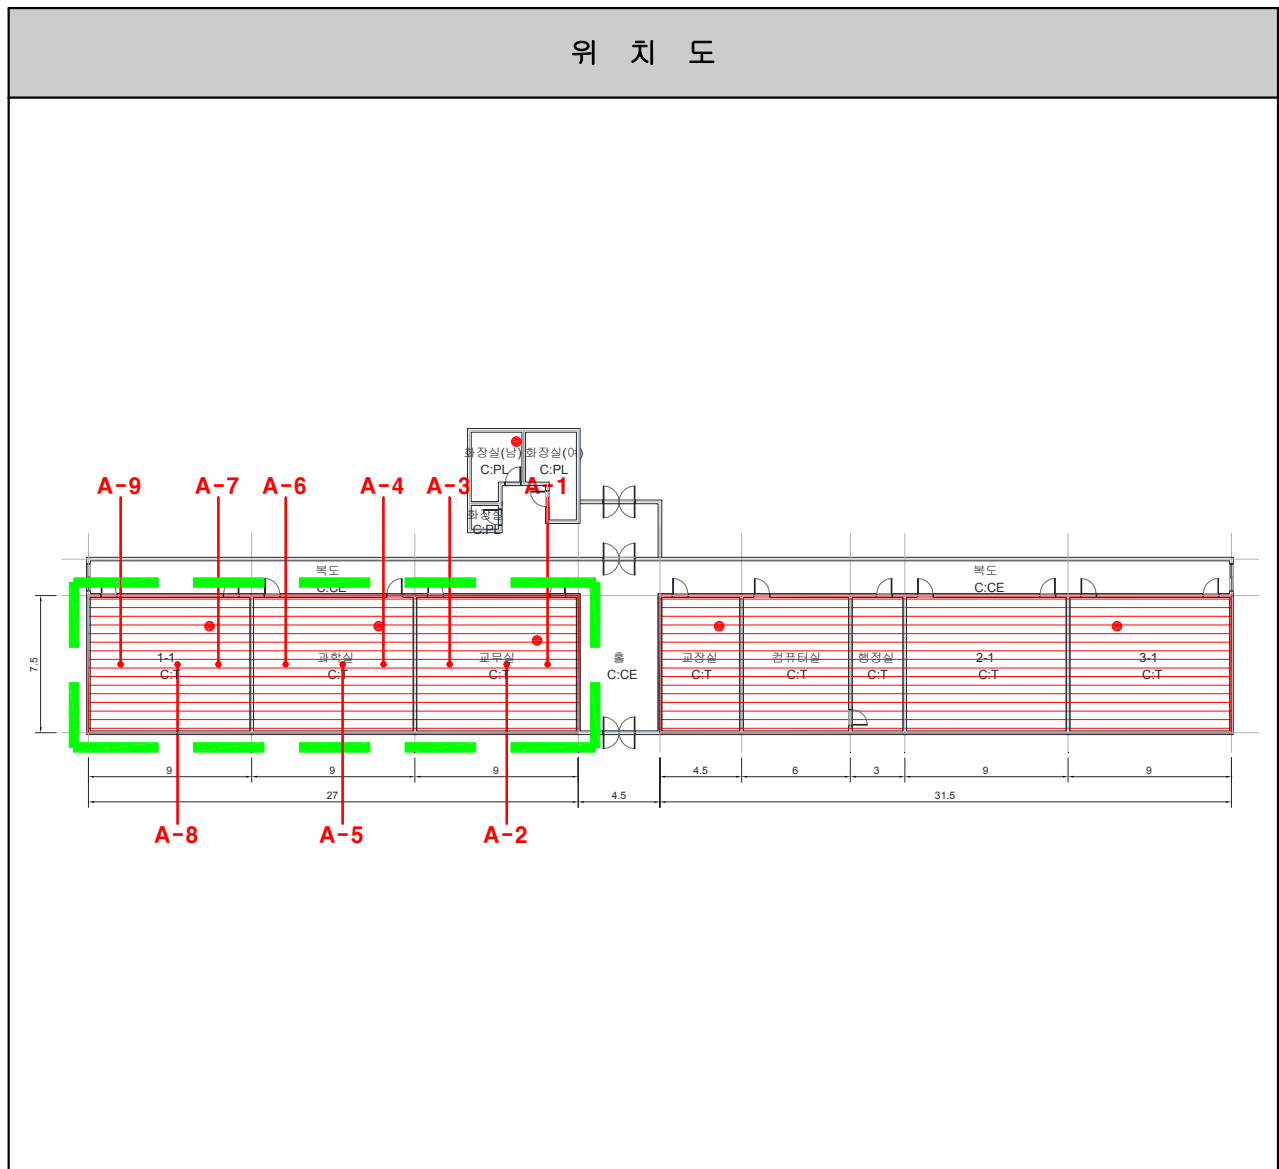 위 치 도
화장실(남) 화장실(여)
C:PL C:PL
A-9 A-7 A-6 A-4 A-3 A-1
화장실
C:PL
복도 복도
C:CE C:CE
7.5
1-1 과학실 교무실 홀 교장실 컴퓨터실 행정실 2-1 3-1
C:T C:T C:T C:CE C:T C:T C:T C:T C:T
9 9 9 4.5 6 3 9 9
27 4.5 31.5
A-8 A-5 A-2